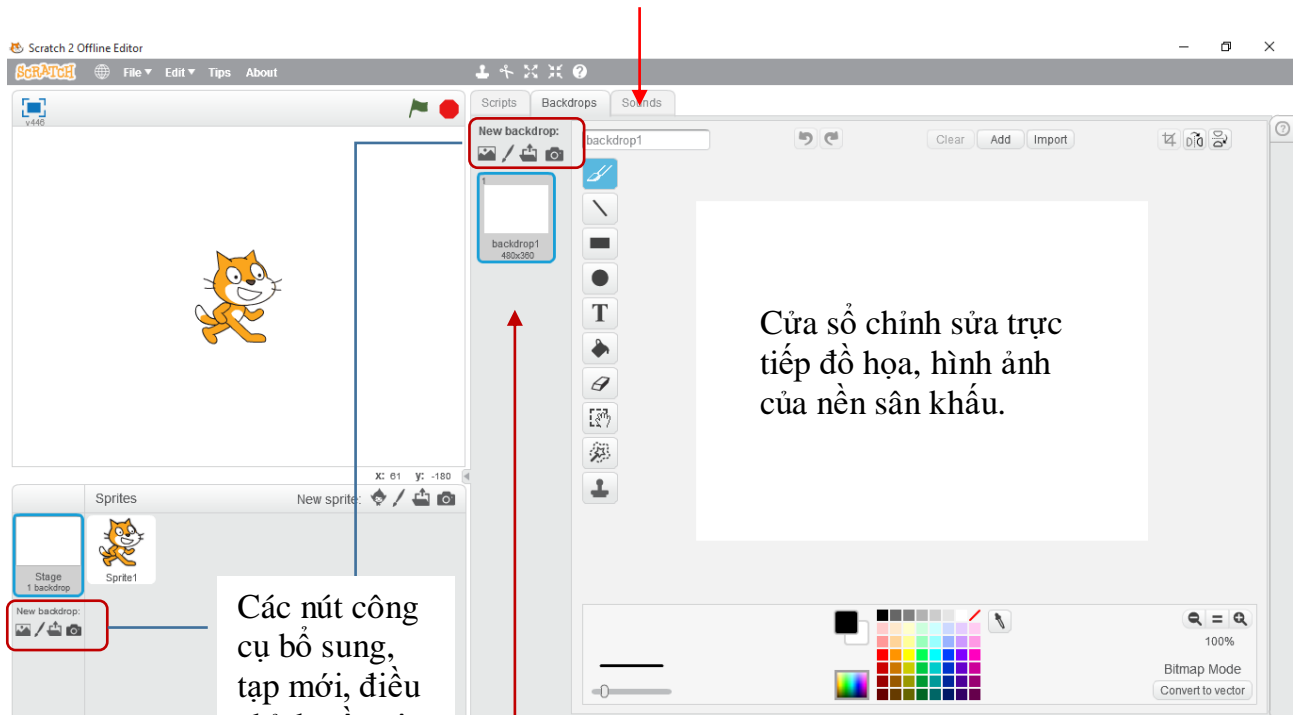 Scratch 2 Offline Editor
SCRATCH File Edit Tips About
v446
Scripts Backdrops Sounds
New backdrop:
backdrop1
Clear Add Import
1
backdrop1
480x360
T
Cửa sổ chỉnh sửa trực
tiếp đồ họa, hình ảnh
của nền sân khấu.
X: 61 y: -180
Sprites New sprite:
Stage
1 backdrop
Sprite1
New backdrop:
Các nút công
cụ bổ sung,
tạp mới, điều
100%
Bitmap Mode
Convert to vector